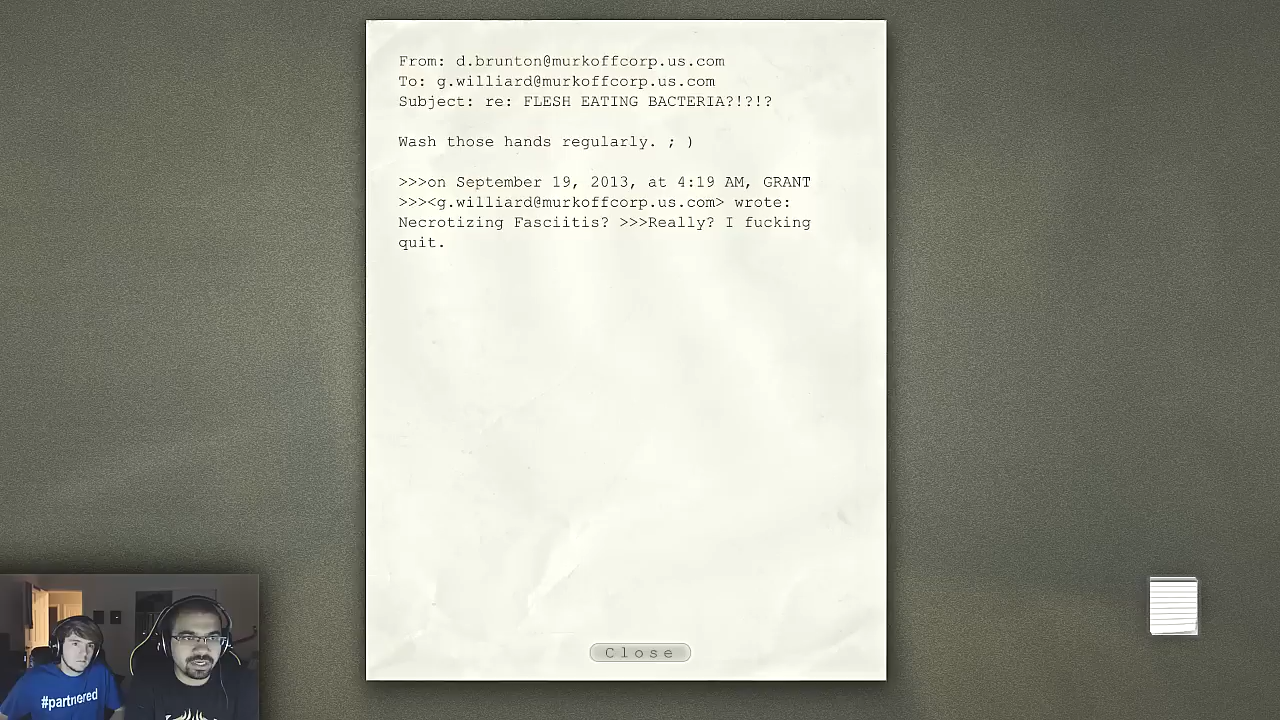 From: d.brunton@murkoffcorp.us.com
To: g.williard@murkoffcorp.us.com
Subject: re: FLESH EATING BACTERIA?!?!?
Wash those hands regularly. ; )
>>>on September 19, 2013, at 4:19 AM, GRANT
>>><g.williard@murkoffcorp.us.com> wrote:
Necrotizing Fasciitis? >>>Really? I fucking
quit.
Close
#partnered